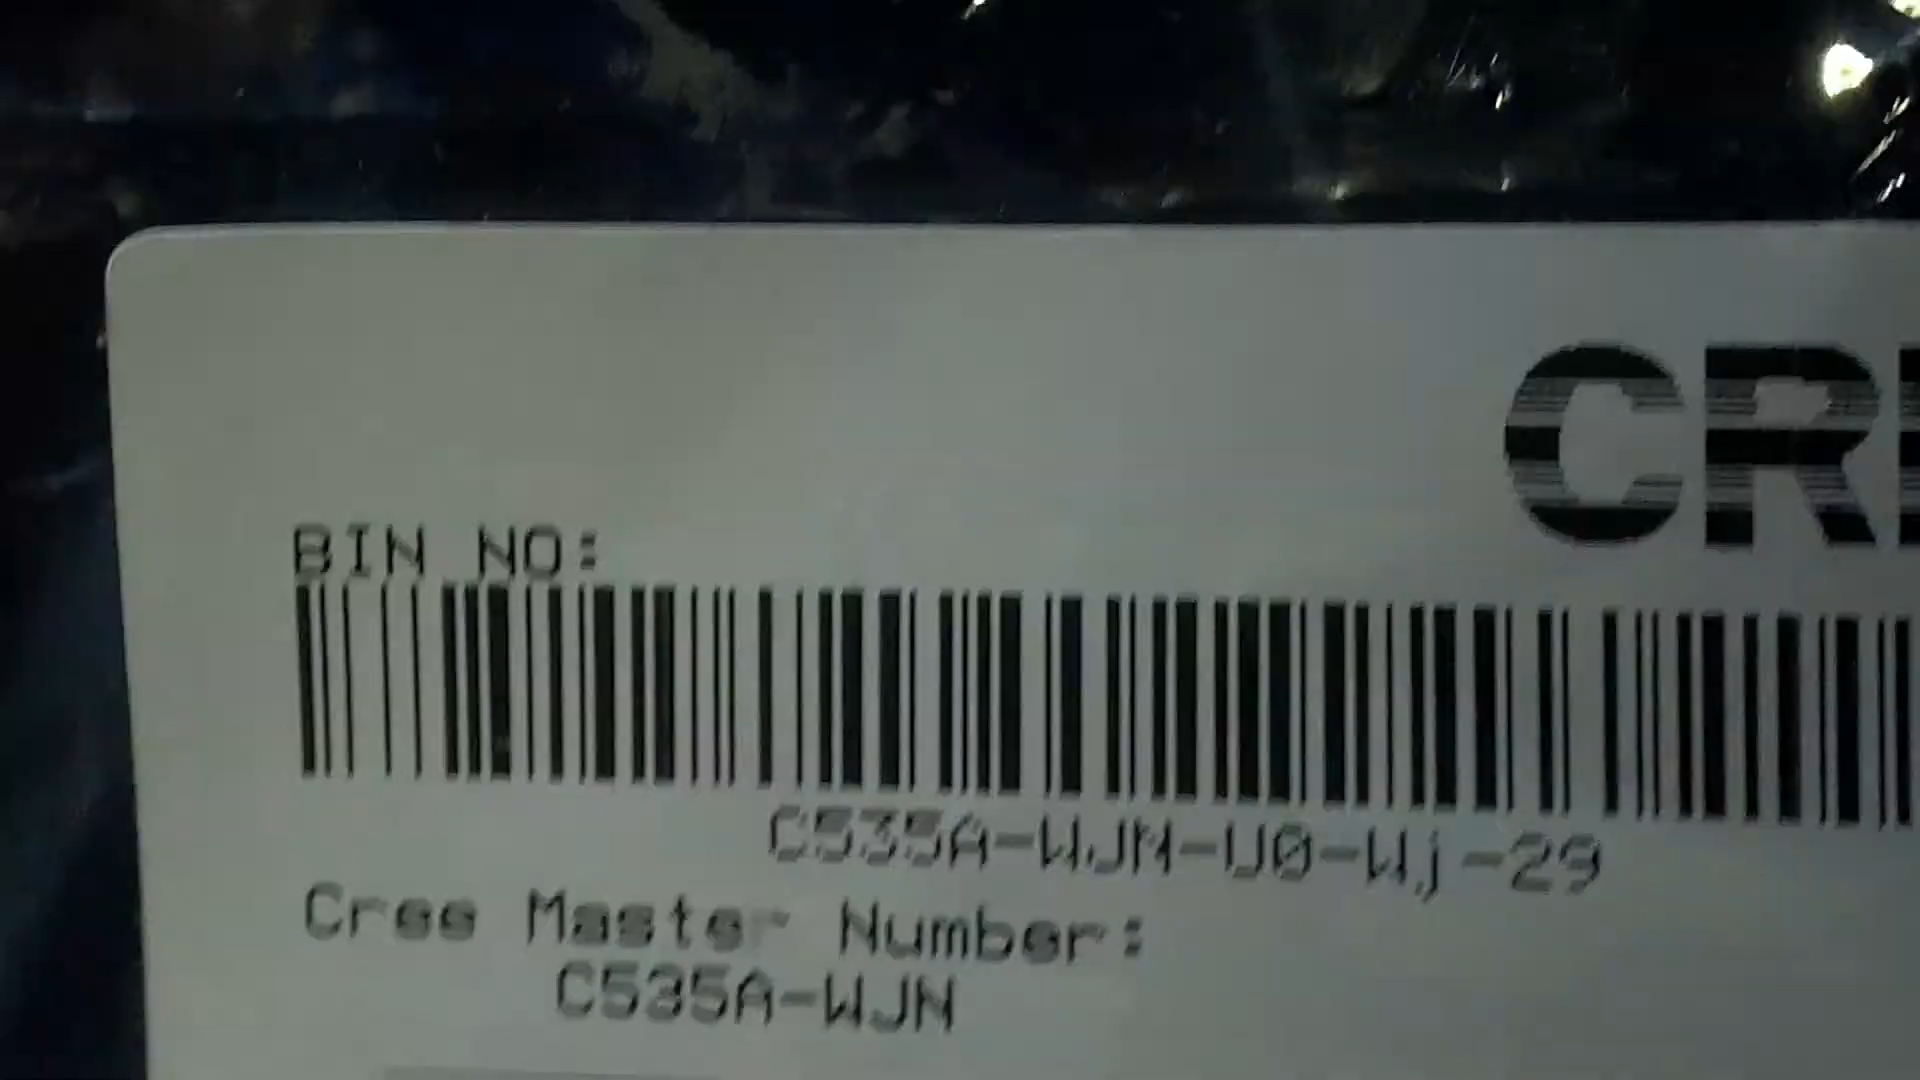 CRE
BIN NO:
C535A-WJN-U0-Wj-29
Cree Master Number:
C535A-WJN